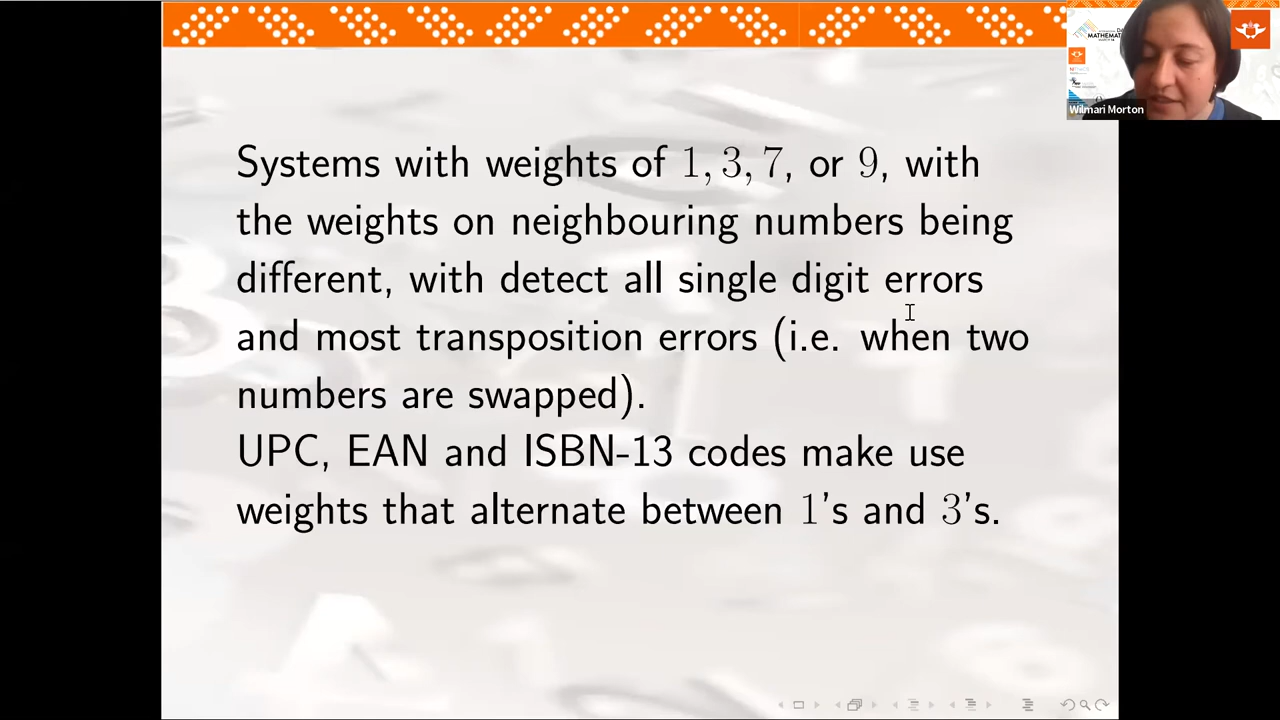 Systems with weights of 1, 3, 7, or 9, with
the weights on neighbouring numbers being
different, with detect all single digit errors
and most transposition errors (i.e. when two
numbers are swapped).
UPC, EAN and ISBN-13 codes make use
weights that alternate between 1's and 3's.
Wilmari Morton